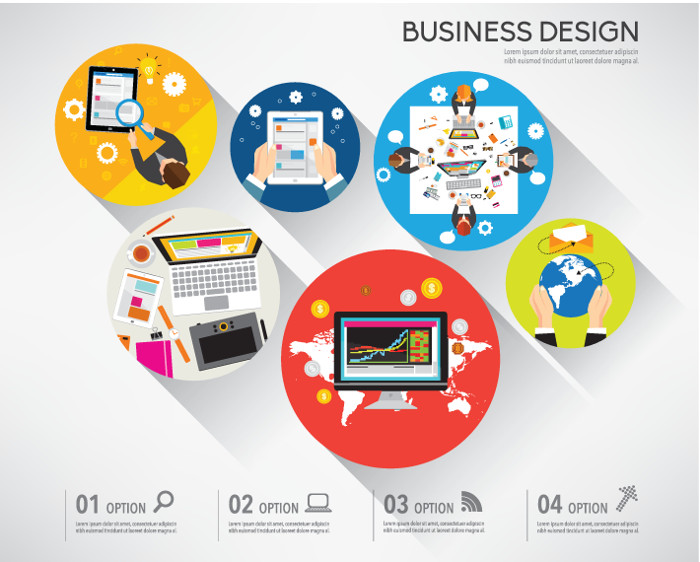 BUSINESS DESIGN
Lorem ipsum dolor sit amet, consectetuer adipiscin
nibh euismod tincidunt ut laoreet dolore magna al.
01 OPTION
Lorem ipsum dolor sit amet, consectetuer adipiscin
nibh euismod tincidunt ut laoreet dolore magna al.
02 OPTION
Lorem ipsum dolor sit amet, consectetuer adipiscin
nibh euismod tincidunt ut laoreet dolore magna al.
03 OPTION
Lorem ipsum dolor sit amet, consectetuer adipiscin
nibh euismod tincidunt ut laoreet dolore magna al.
04 OPTION
Lorem ipsum dolor sit amet, consectetuer adipiscin
nibh euismod tincidunt ut laoreet dolore magna al.